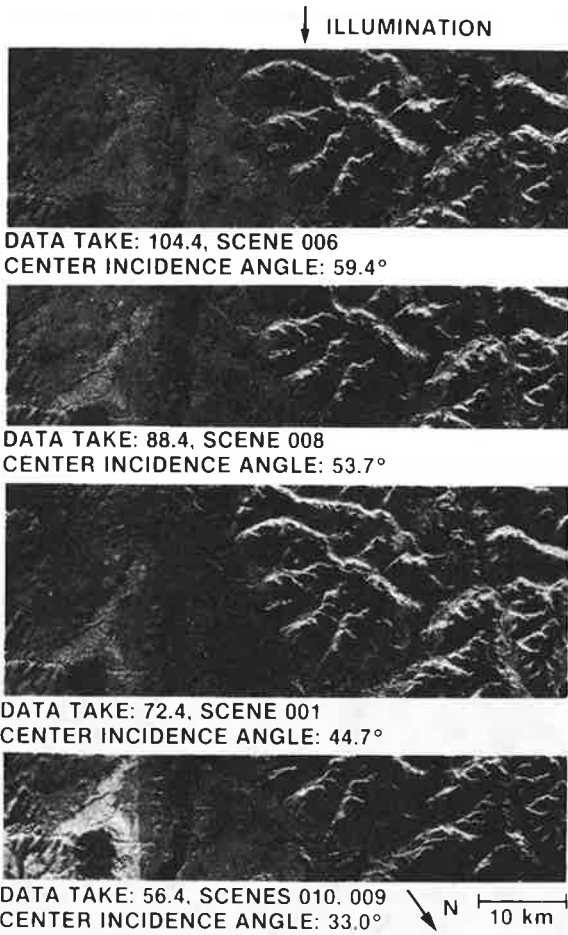 ILLUMINATION
DATA TAKE: 104.4, SCENE 006
CENTER INCIDENCE ANGLE: 59.4°
DATA TAKE: 88.4, SCENE 008
CENTER INCIDENCE ANGLE: 53.7°
DATA TAKE: 72.4, SCENE 001
CENTER INCIDENCE ANGLE: 44.7°
DATA TAKE: 56.4, SCENES 010, 009
CENTER INCIDENCE ANGLE: 33.0°
N
10 km